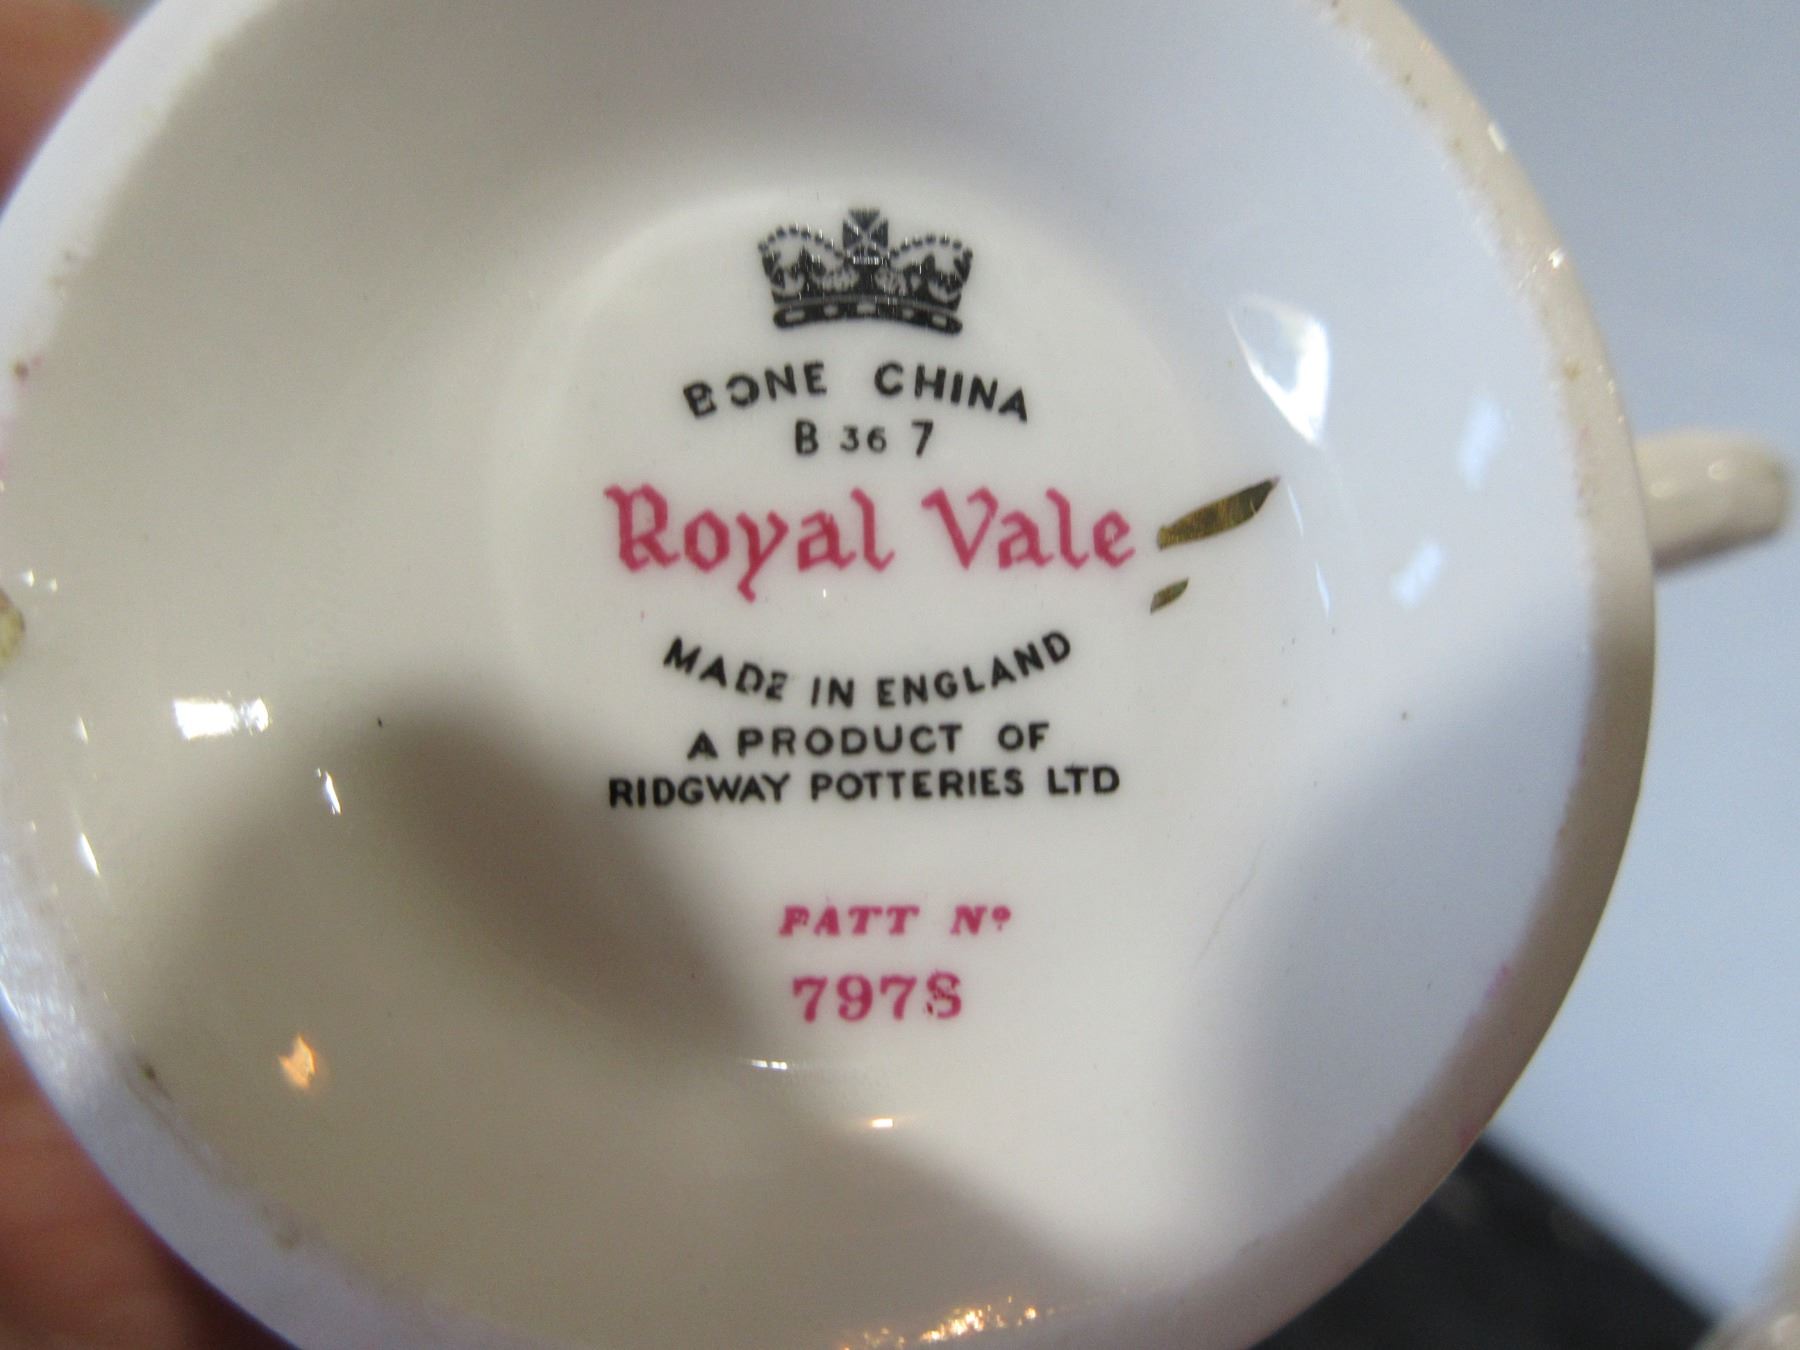 BONE CHINA
B 36 7
Royal Vale
MADE IN ENGLAND
A PRODUCT OF
RIDGWAY POTTERIES LTD
PATT Nº
7978